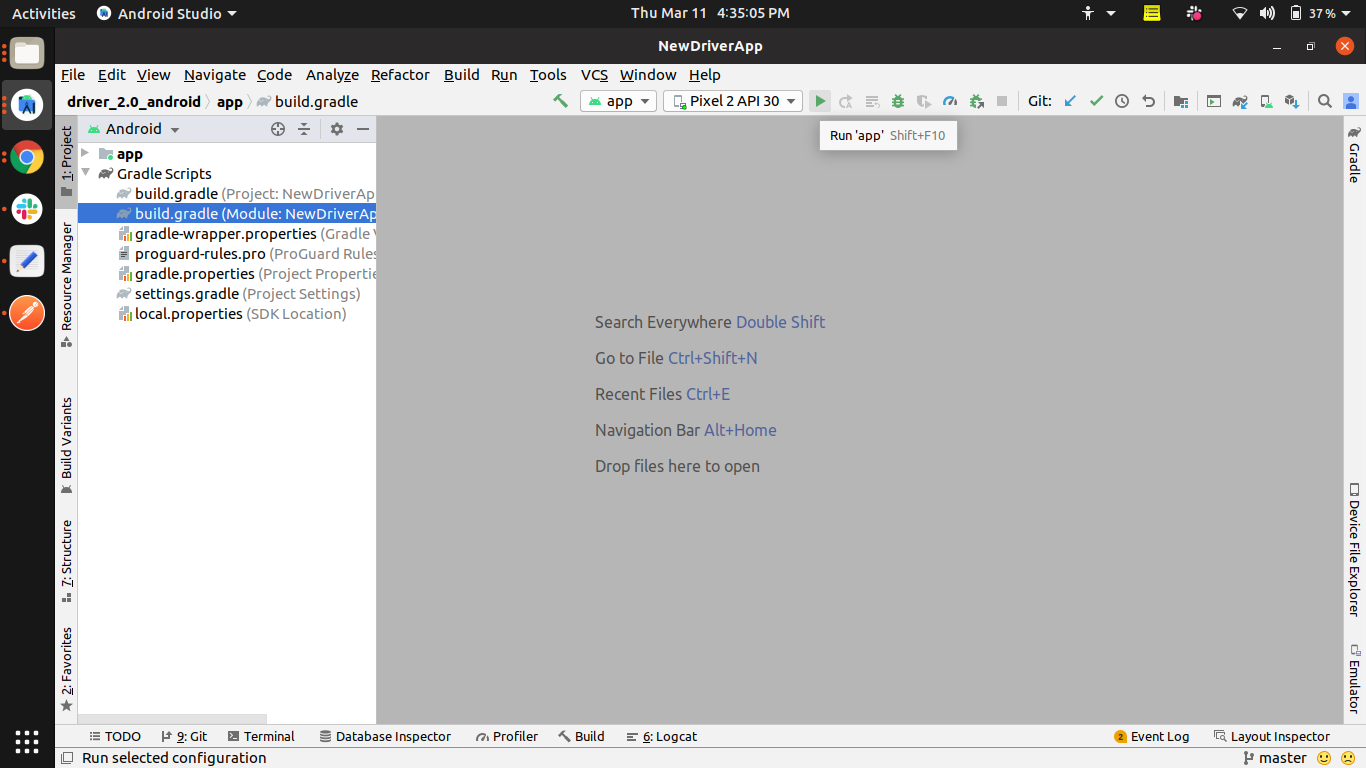 Activities
Android Studio
Thu Mar 11 4:35:05 PM
37 %
NewDriverApp
File Edit View Navigate Code Analyze Refactor Build Run Tools VCS Window Help
driver_2.0_android app build.gradle
app
Pixel 2 API 30
Git:
Run 'app' Shift+F10
1: Project
Resource Manager
Build Variants
7: Structure
2: Favorites
Android
app
Gradle Scripts
build.gradle (Project: NewDriverAp
build.gradle (Module: NewDriverAp
gradle-wrapper.properties (Gradle V
proguard-rules.pro (ProGuard Rules
gradle.properties (Project Propertie
settings.gradle (Project Settings)
local.properties (SDK Location)
Search Everywhere Double Shift
Go to File Ctrl+Shift+N
Recent Files Ctrl+E
Navigation Bar Alt+Home
Drop files here to open
Gradle
Device File Explorer
Emulator
TODO 9: Git Terminal Database Inspector Profiler Build 6: Logcat 2 Event Log Layout Inspector
Run selected configuration
master